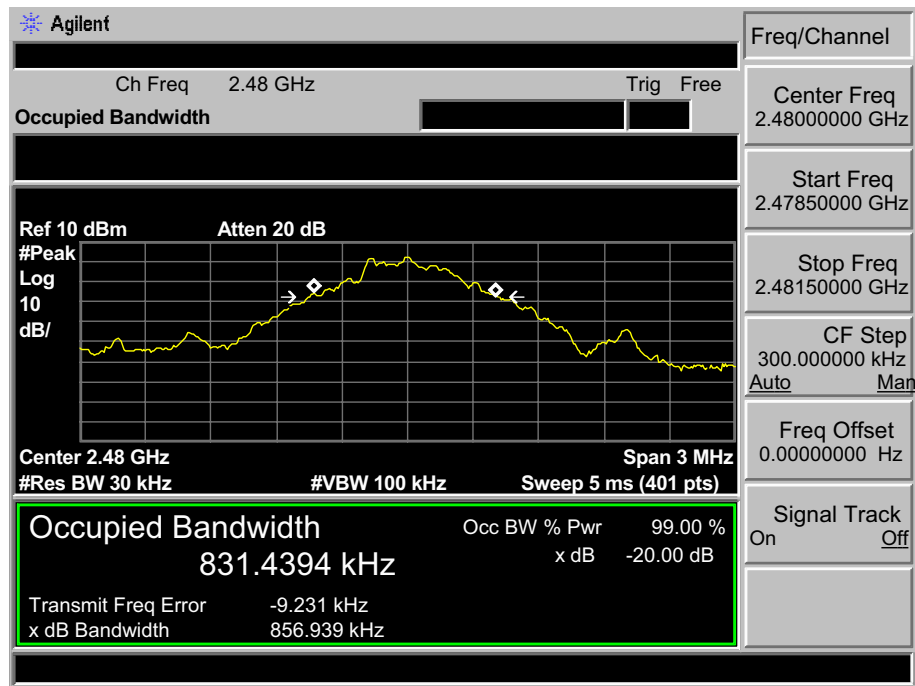 Agilent
Freq/Channel
Ch Freq 2.48 GHz Trig Free
Occupied Bandwidth
Center Freq
2.48000000 GHz
Start Freq
2.47850000 GHz
Stop Freq
2.48150000 GHz
CF Step
300.000000 kHz
Auto Man
Freq Offset
0.00000000 Hz
Signal Track
On Off
Ref 10 dBm Atten 20 dB
#Peak
Log
10
dB/
Center 2.48 GHz Span 3 MHz
#Res BW 30 kHz #VBW 100 kHz Sweep 5 ms (401 pts)
Occupied Bandwidth Occ BW % Pwr 99.00 %
831.4394 kHz x dB -20.00 dB
Transmit Freq Error -9.231 kHz
x dB Bandwidth 856.939 kHz